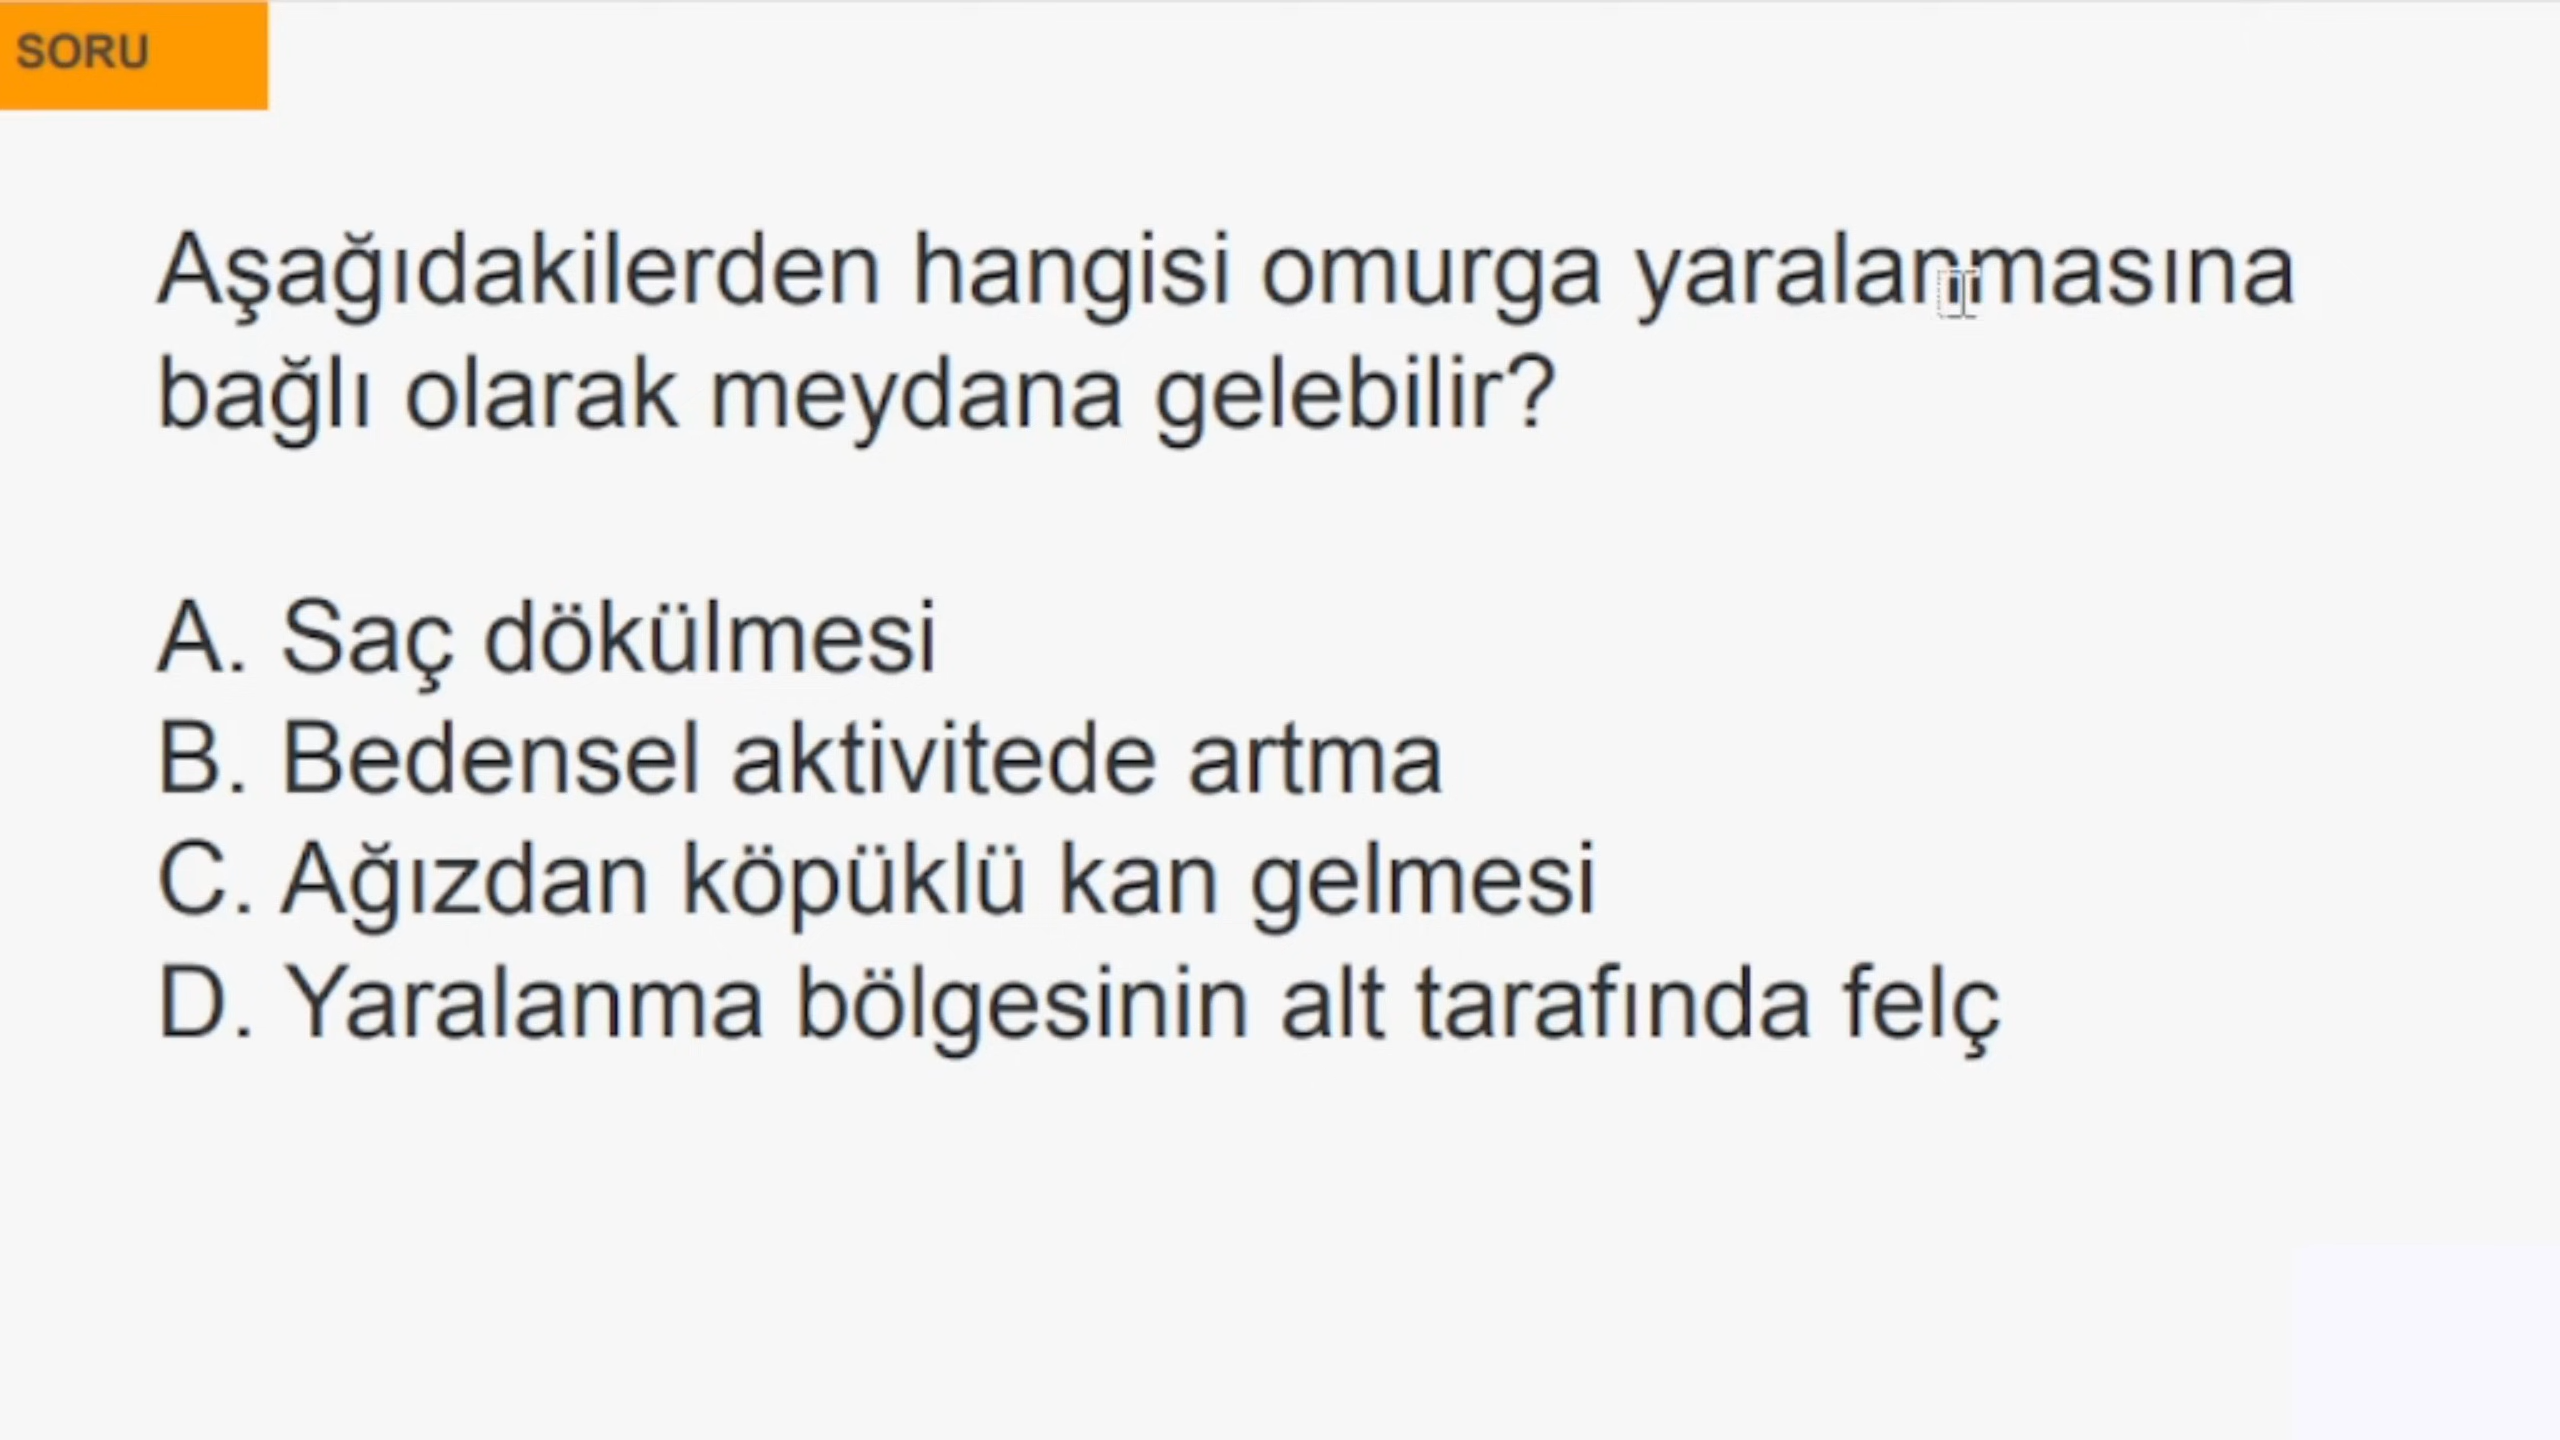 SORU
Aşağıdakilerden hangisi omurga yaralanmasına
bağlı olarak meydana gelebilir?
A. Saç dökülmesi
B. Bedensel aktivitede artma
C. Ağızdan köpüklü kan gelmesi
D. Yaralanma bölgesinin alt tarafında felç